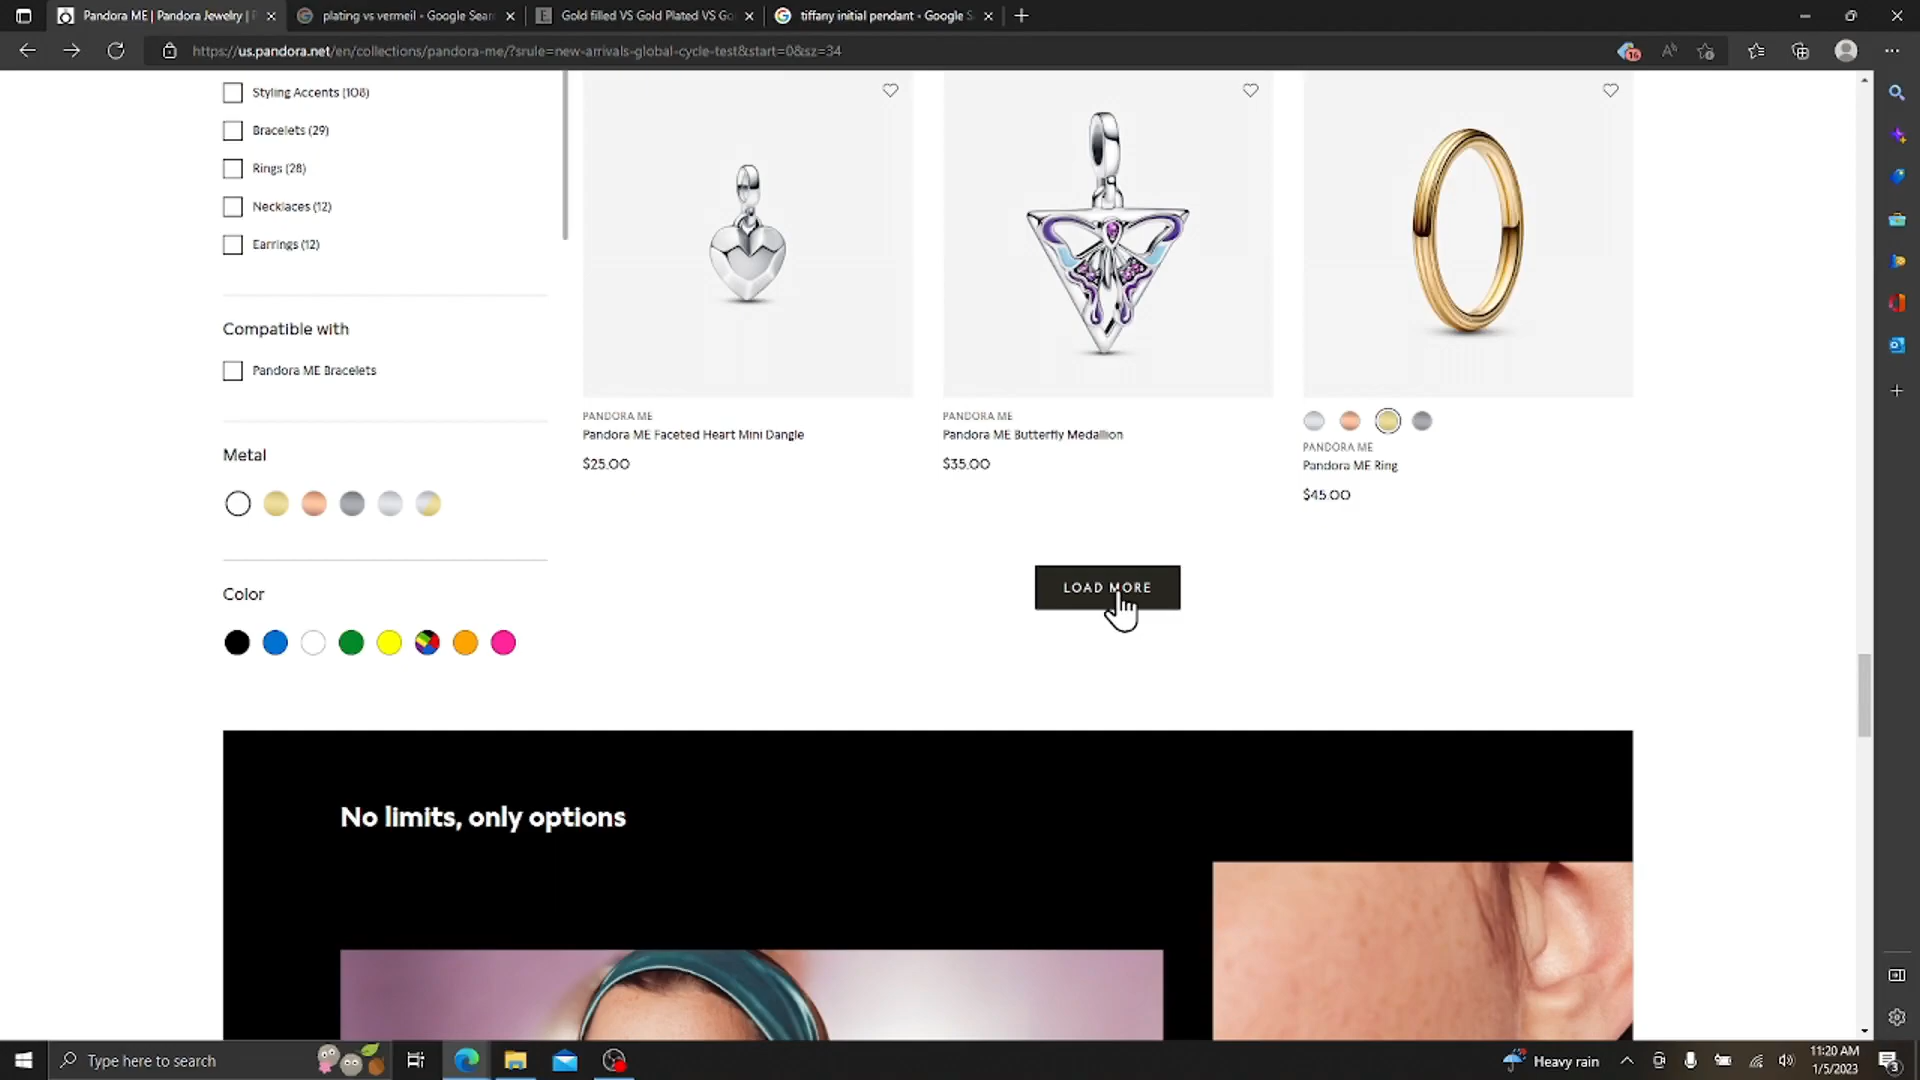 Pandora ME | Pandora Jewelry |
plating vs vermeil - Google Sear
Gold filled VS Gold Plated VS Go
tiffany initial pendant - Google S
https://us.pandora.net/en/collections/pandora-me/?srule=new-arrivals-global-cycle-test&start=0&sz=34
16
Styling Accents (108)
Bracelets (29)
Rings (28)
Necklaces (12)
Earrings (12)
Compatible with
Pandora ME Bracelets
Metal
Color
PANDORA ME
Pandora ME Faceted Heart Mini Dangle
$25.00
PANDORA ME
Pandora ME Butterfly Medallion
$35.00
PANDORA ME
Pandora ME Ring
$45.00
LOAD MORE
No limits, only options
Type here to search
Heavy rain
11:20 AM
1/5/2023
3